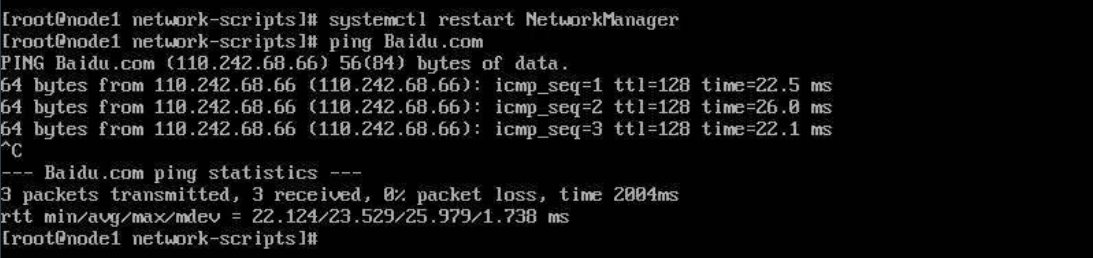 [root@node1 network-scripts]# systemctl restart NetworkManager
[root@node1 network-scripts]# ping Baidu.com
PING Baidu.com (110.242.68.66) 56(84) bytes of data.
64 bytes from 110.242.68.66 (110.242.68.66): icmp_seq=1 ttl=128 time=22.5 ms
64 bytes from 110.242.68.66 (110.242.68.66): icmp_seq=2 ttl=128 time=26.0 ms
64 bytes from 110.242.68.66 (110.242.68.66): icmp_seq=3 ttl=128 time=22.1 ms
^C
--- Baidu.com ping statistics ---
3 packets transmitted, 3 received, 0% packet loss, time 2004ms
rtt min/avg/max/mdev = 22.124/23.529/25.979/1.738 ms
[root@node1 network-scripts]#